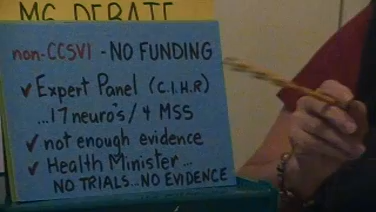 MG DEBATE
non-CCSVI - NO FUNDING
✓ Expert Panel (C.I.H.R)
...17 neuro's / 4 MSS
✓ not enough evidence
✓ Health Minister...
NO TRIALS...NO EVIDENCE